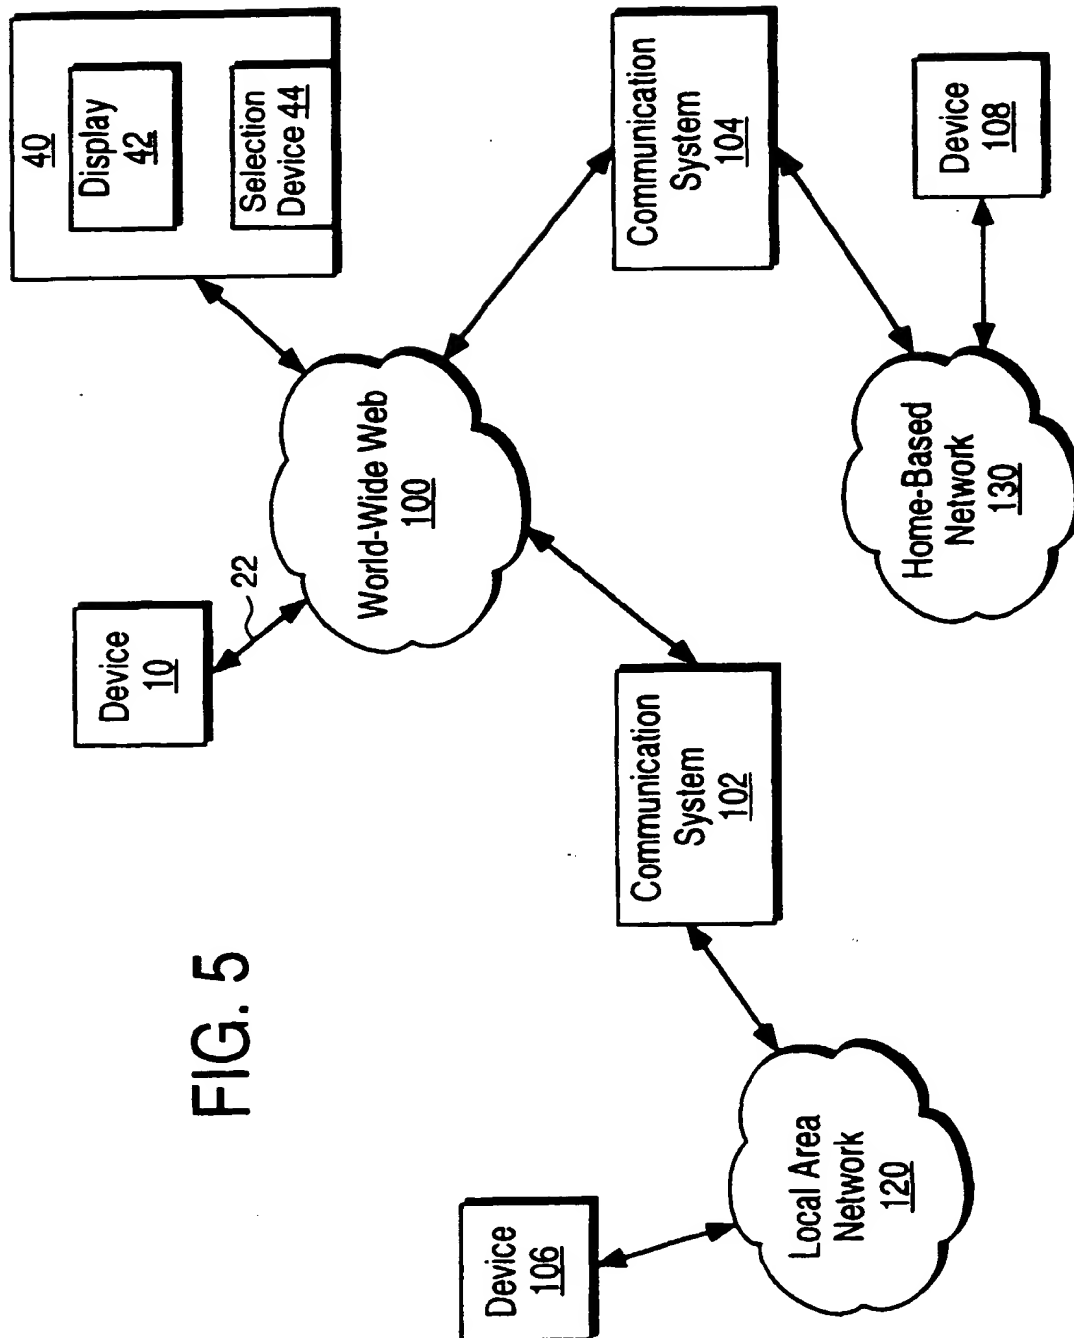 FIG. 5
Device
10
22
40
Display
42
Selection
Device 44
World-Wide Web
100
Communication
System
102
Communication
System
104
Device
106
Local Area
Network
120
Home-Based
Network
130
Device
108